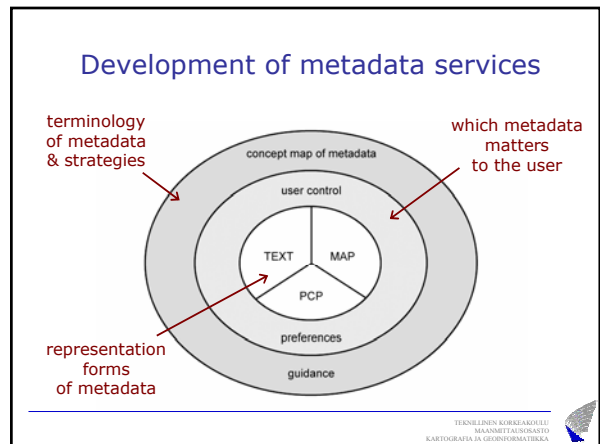 Development of metadata services
terminology
of metadata
& strategies
which metadata
matters
to the user
concept map of metadata
user control
TEXT
MAP
PCP
preferences
guidance
representation
forms
of metadata
TEKNILLINEN KORKEAKOULU
MAANMITTAUSOSASTO
KARTOGRAFIA JA GEOINFORMATIIKKA